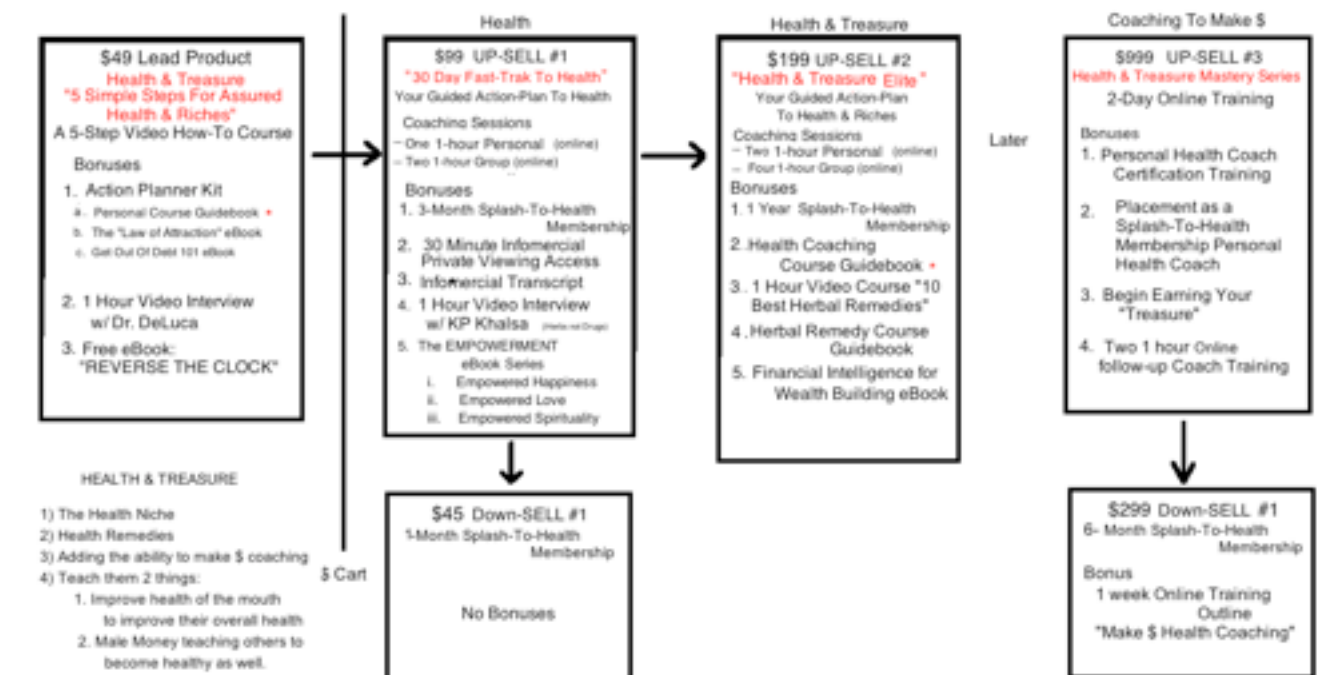 Health
Health & Treasure
Coaching To Make $
$49 Lead Product
Health & Treasure
"5 Simple Steps For Assured
Health & Riches"
A 5-Step Video How-To Course
Bonuses
1. Action Planner Kit
a. Personal Course Guidebook *
b. The "Law of Attraction" eBook
c. Get Out Of Debt 101 eBook
2. 1 Hour Video Interview
w/ Dr. DeLuca
3. Free eBook:
"REVERSE THE CLOCK"
$99 UP-SELL #1
"30 Day Fast-Trak To Health"
Your Guided Action-Plan To Health
Coaching Sessions
– One 1-hour Personal (online)
– Two 1-hour Group (online)
Bonuses
1. 3-Month Splash-To-Health
Membership
2. 30 Minute Infomercial
Private Viewing Access
3. Infomercial Transcript
4. 1 Hour Video Interview
w/ KP Khalsa (Herbs not Drugs)
5. The EMPOWERMENT
eBook Series
i. Empowered Happiness
ii. Empowered Love
iii. Empowered Spirituality
$199 UP-SELL #2
"Health & Treasure Elite"
Your Guided Action-Plan
To Health & Riches
Coaching Sessions
– Two 1-hour Personal (online)
– Four 1-hour Group (online)
Bonuses
1. 1 Year Splash-To-Health
Membership
2. Health Coaching
Course Guidebook *
3. 1 Hour Video Course "10
Best Herbal Remedies"
4. Herbal Remedy Course
Guidebook
5. Financial Intelligence for
Wealth Building eBook
Later
$999 UP-SELL #3
Health & Treasure Mastery Series
2-Day Online Training
Bonuses
1. Personal Health Coach
Certification Training
2. Placement as a
Splash-To-Health
Membership Personal
Health Coach
3. Begin Earning Your
"Treasure"
4. Two 1 hour Online
follow-up Coach Training
HEALTH & TREASURE
1) The Health Niche
2) Health Remedies
3) Adding the ability to make $ coaching
4) Teach them 2 things:
1. Improve health of the mouth
to improve their overall health
2. Male Money teaching others to
become healthy as well.
$ Cart
$45 Down-SELL #1
1-Month Splash-To-Health
Membership
No Bonuses
$299 Down-SELL #1
6- Month Splash-To-Health
Membership
Bonus
1 week Online Training
Outline
"Make $ Health Coaching"